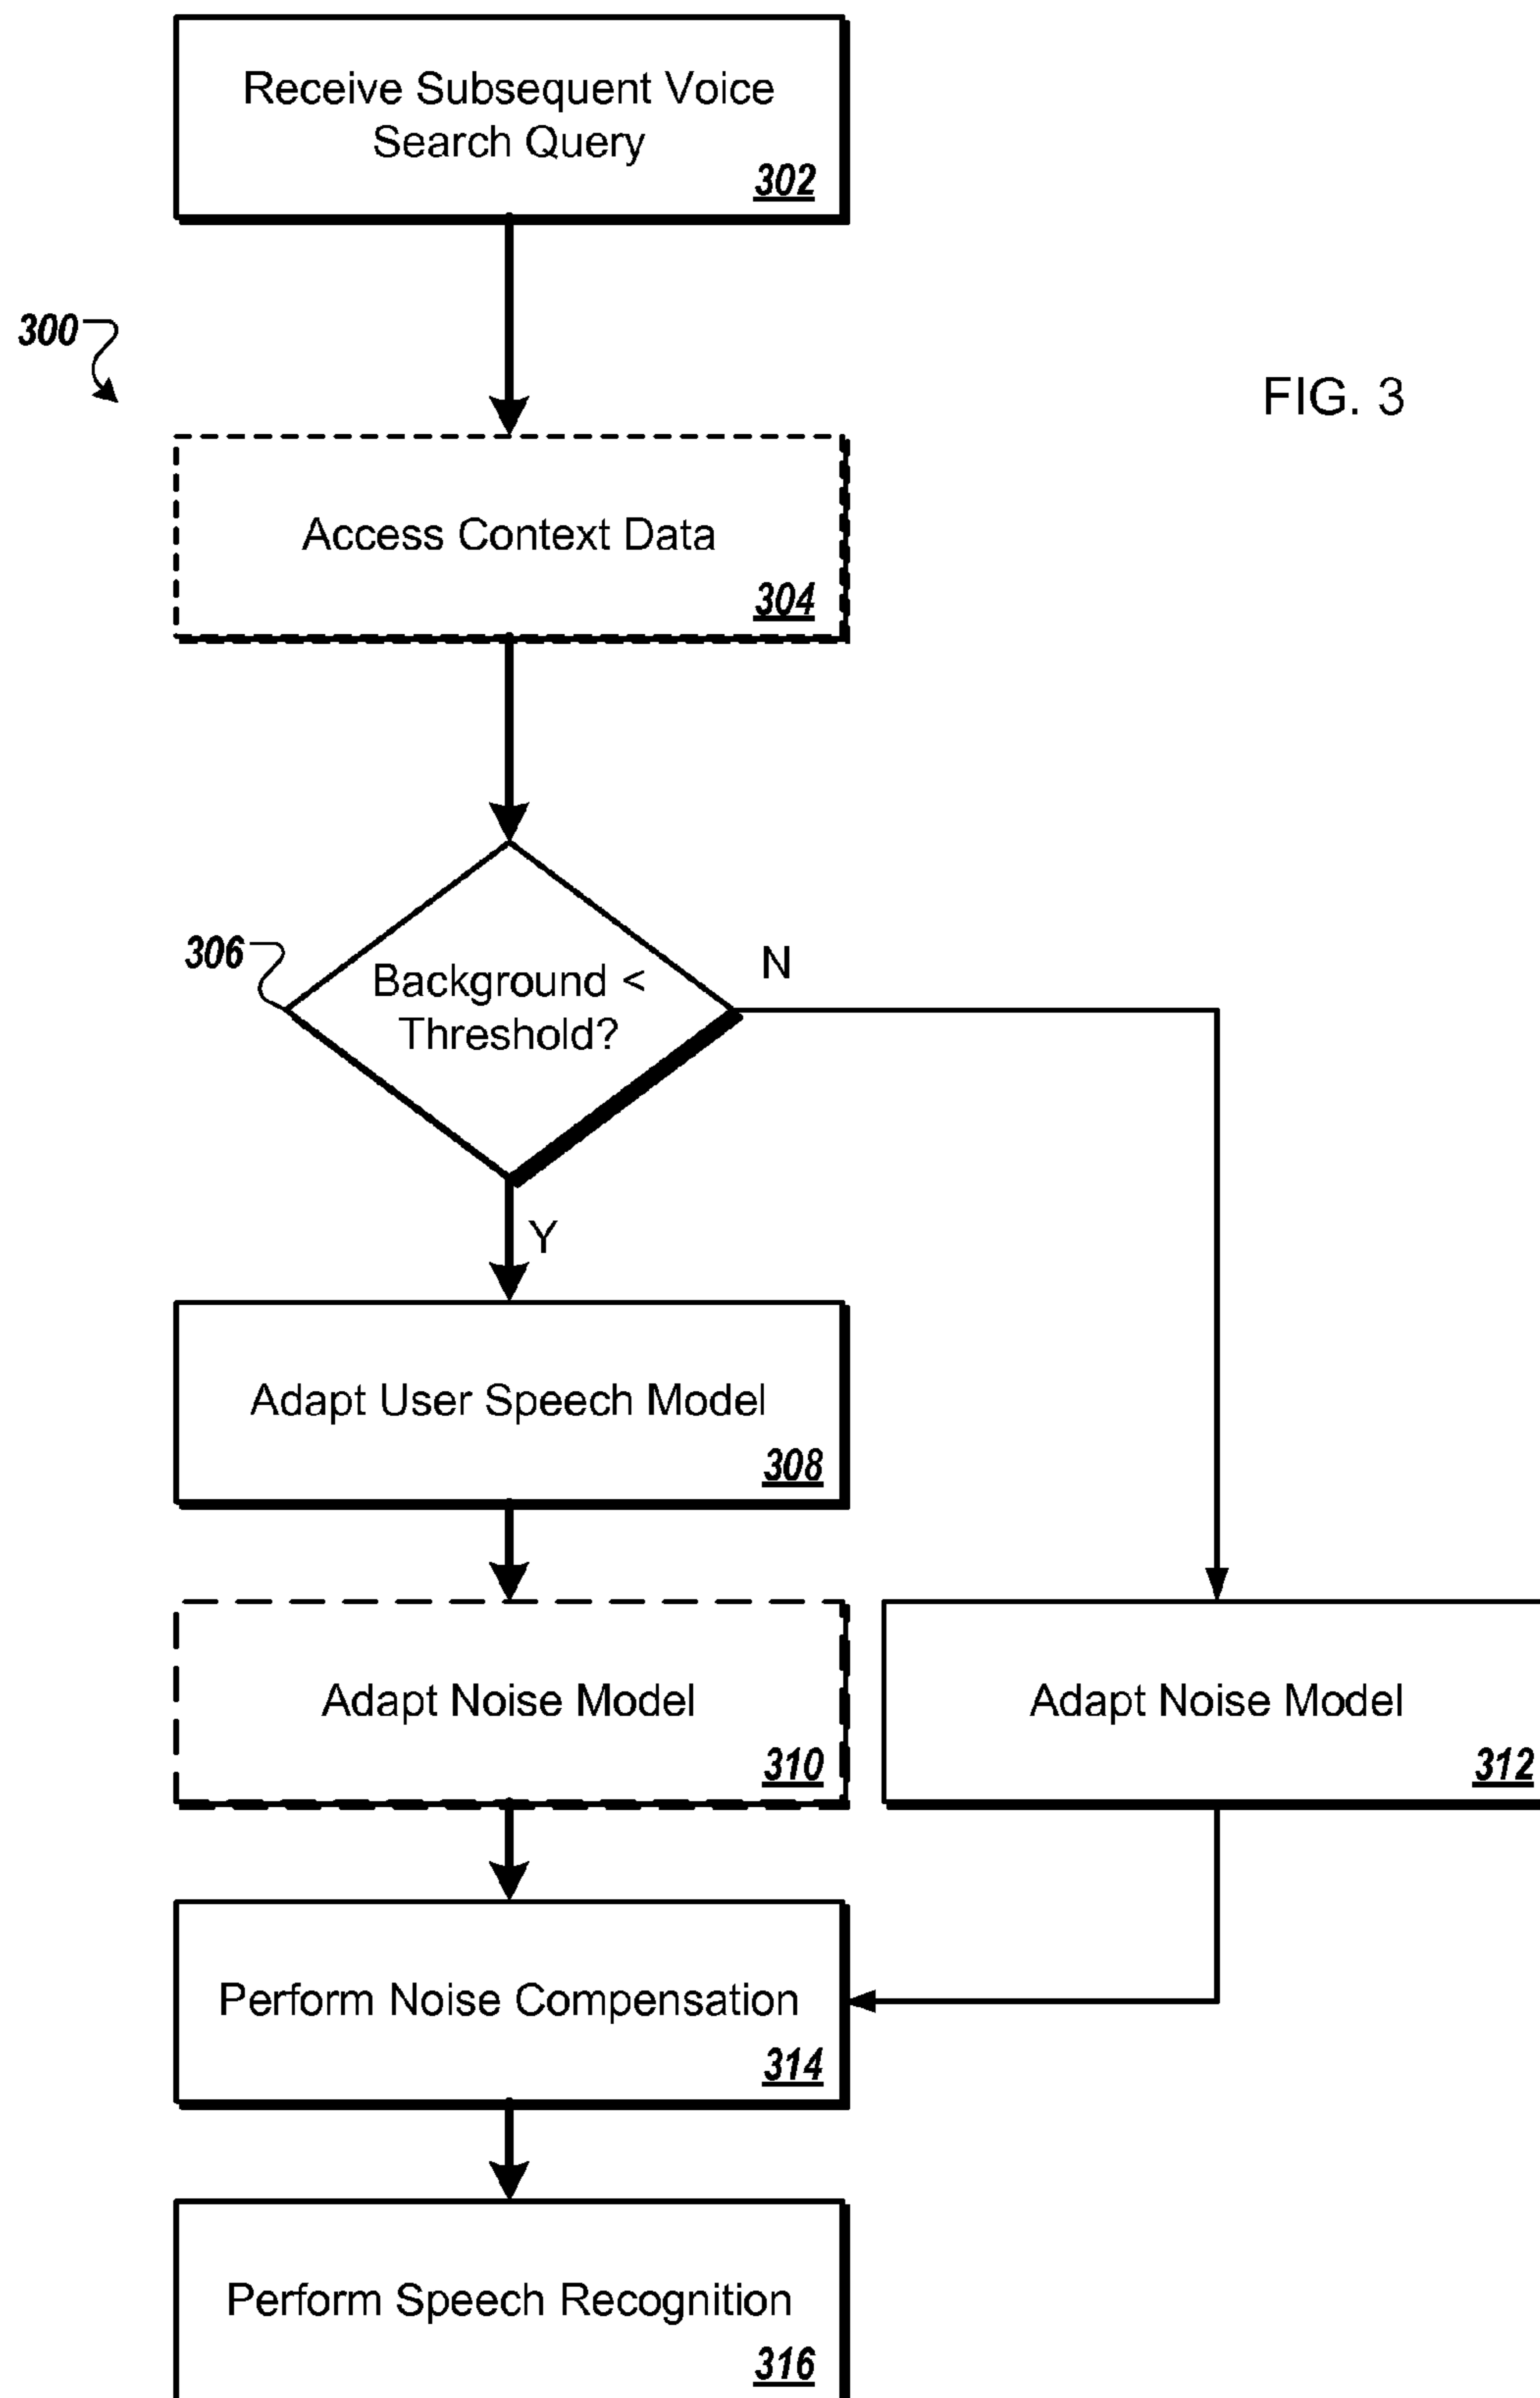 Receive Subsequent Voice
Search Query
302
300
FIG. 3
Access Context Data
304
306
Background <
Threshold?
N
Y
Adapt User Speech Model
308
Adapt Noise Model
310
Adapt Noise Model
312
Perform Noise Compensation
314
Perform Speech Recognition
316